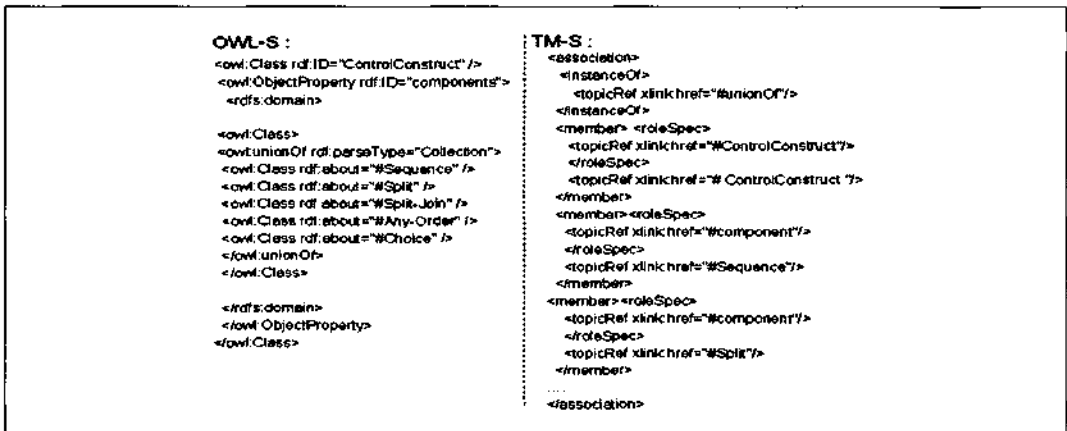 OWL-S :
<owl:Class rdf:ID="ControlConstruct" />
<owl:ObjectProperty rdf:ID="components">
<rdfs:domain>
<owl:Class>
<owl:unionOf rdf:parseType="Collection">
<owl:Class rdf:about="#Sequence" />
<owl:Class rdf:about="#Split" />
<owl:Class rdf:about="#Split-Join" />
<owl:Class rdf:about="#Any-Order" />
<owl:Class rdf:about="#Choice" />
</owl:unionOf>
</owl:Class>
</rdfs:domain>
</owl:ObjectProperty>
</owl:Class>
TM-S :
<association>
<instanceOf>
<topicRef xlink:href="#unionOf"/>
</instanceOf>
<member> <roleSpec>
<topicRef xlink:href="#ControlConstruct"/>
</roleSpec>
<topicRef xlink:href="# ControlConstruct "/>
</member>
<member><roleSpec>
<topicRef xlink:href="#component"/>
</roleSpec>
<topicRef xlink:href="#Sequence"/>
</member>
<member><roleSpec>
<topicRef xlink:href="#component"/>
</roleSpec>
<topicRef xlink:href="#Split"/>
</member>
....
</association>